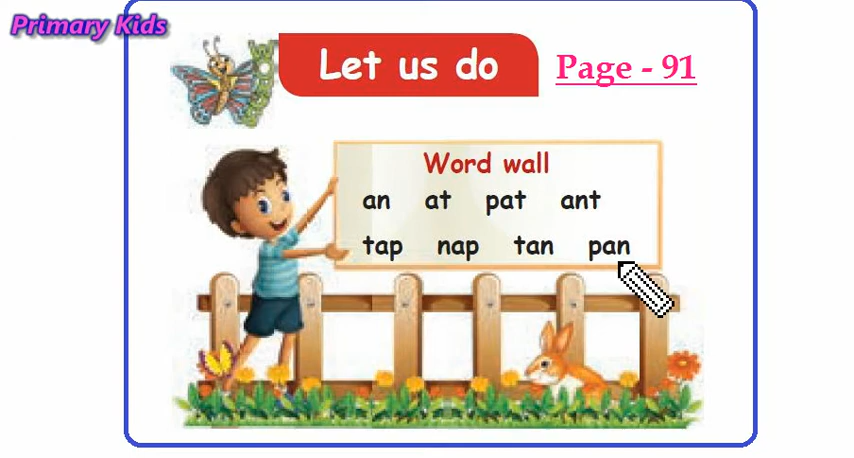 Primary Kids
Let us do Page - 91
Word wall
an at pat ant
tap nap tan pan